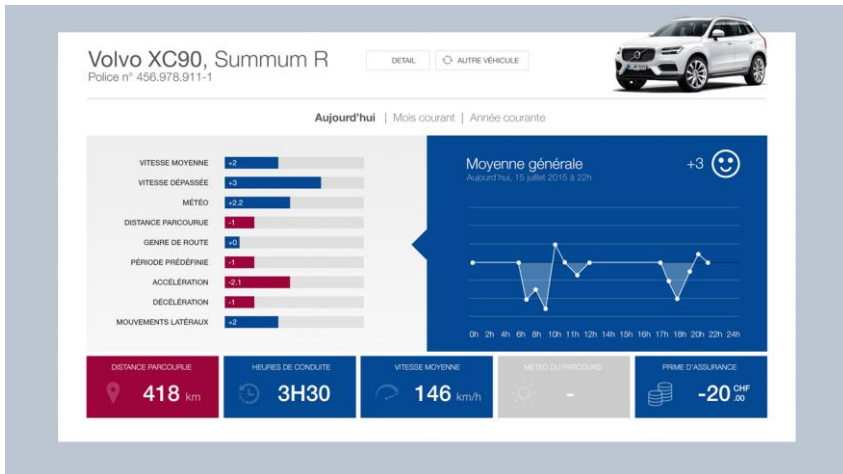 Volvo XC90, Summum R
Police n° 456.978.911-1
DETAIL
AUTRE VÉHICULE
Aujourd'hui | Mois courant | Année courante
VITESSE MOYENNE +2
VITESSE DÉPASSÉE +3
MÉTÉO +2.2
DISTANCE PARCOURUE -1
GENRE DE ROUTE +0
PÉRIODE PRÉDÉFINIE -1
ACCÉLÉRATION -2.1
DÉCÉLÉRATION -1
MOUVEMENTS LATÉRAUX +2
Moyenne générale +3
Aujourd'hui, 15 juillet 2015 à 22h
0h 2h 4h 6h 8h 10h 11h 12h 14h 15h 16h 17h 18h 20h 22h 24h
DISTANCE PARCOURUE
418 km
HEURES DE CONDUITE
3H30
VITESSE MOYENNE
146 km/h
METEO DU PARCOURS
-
PRIME D'ASSURANCE
-20 CHF .00